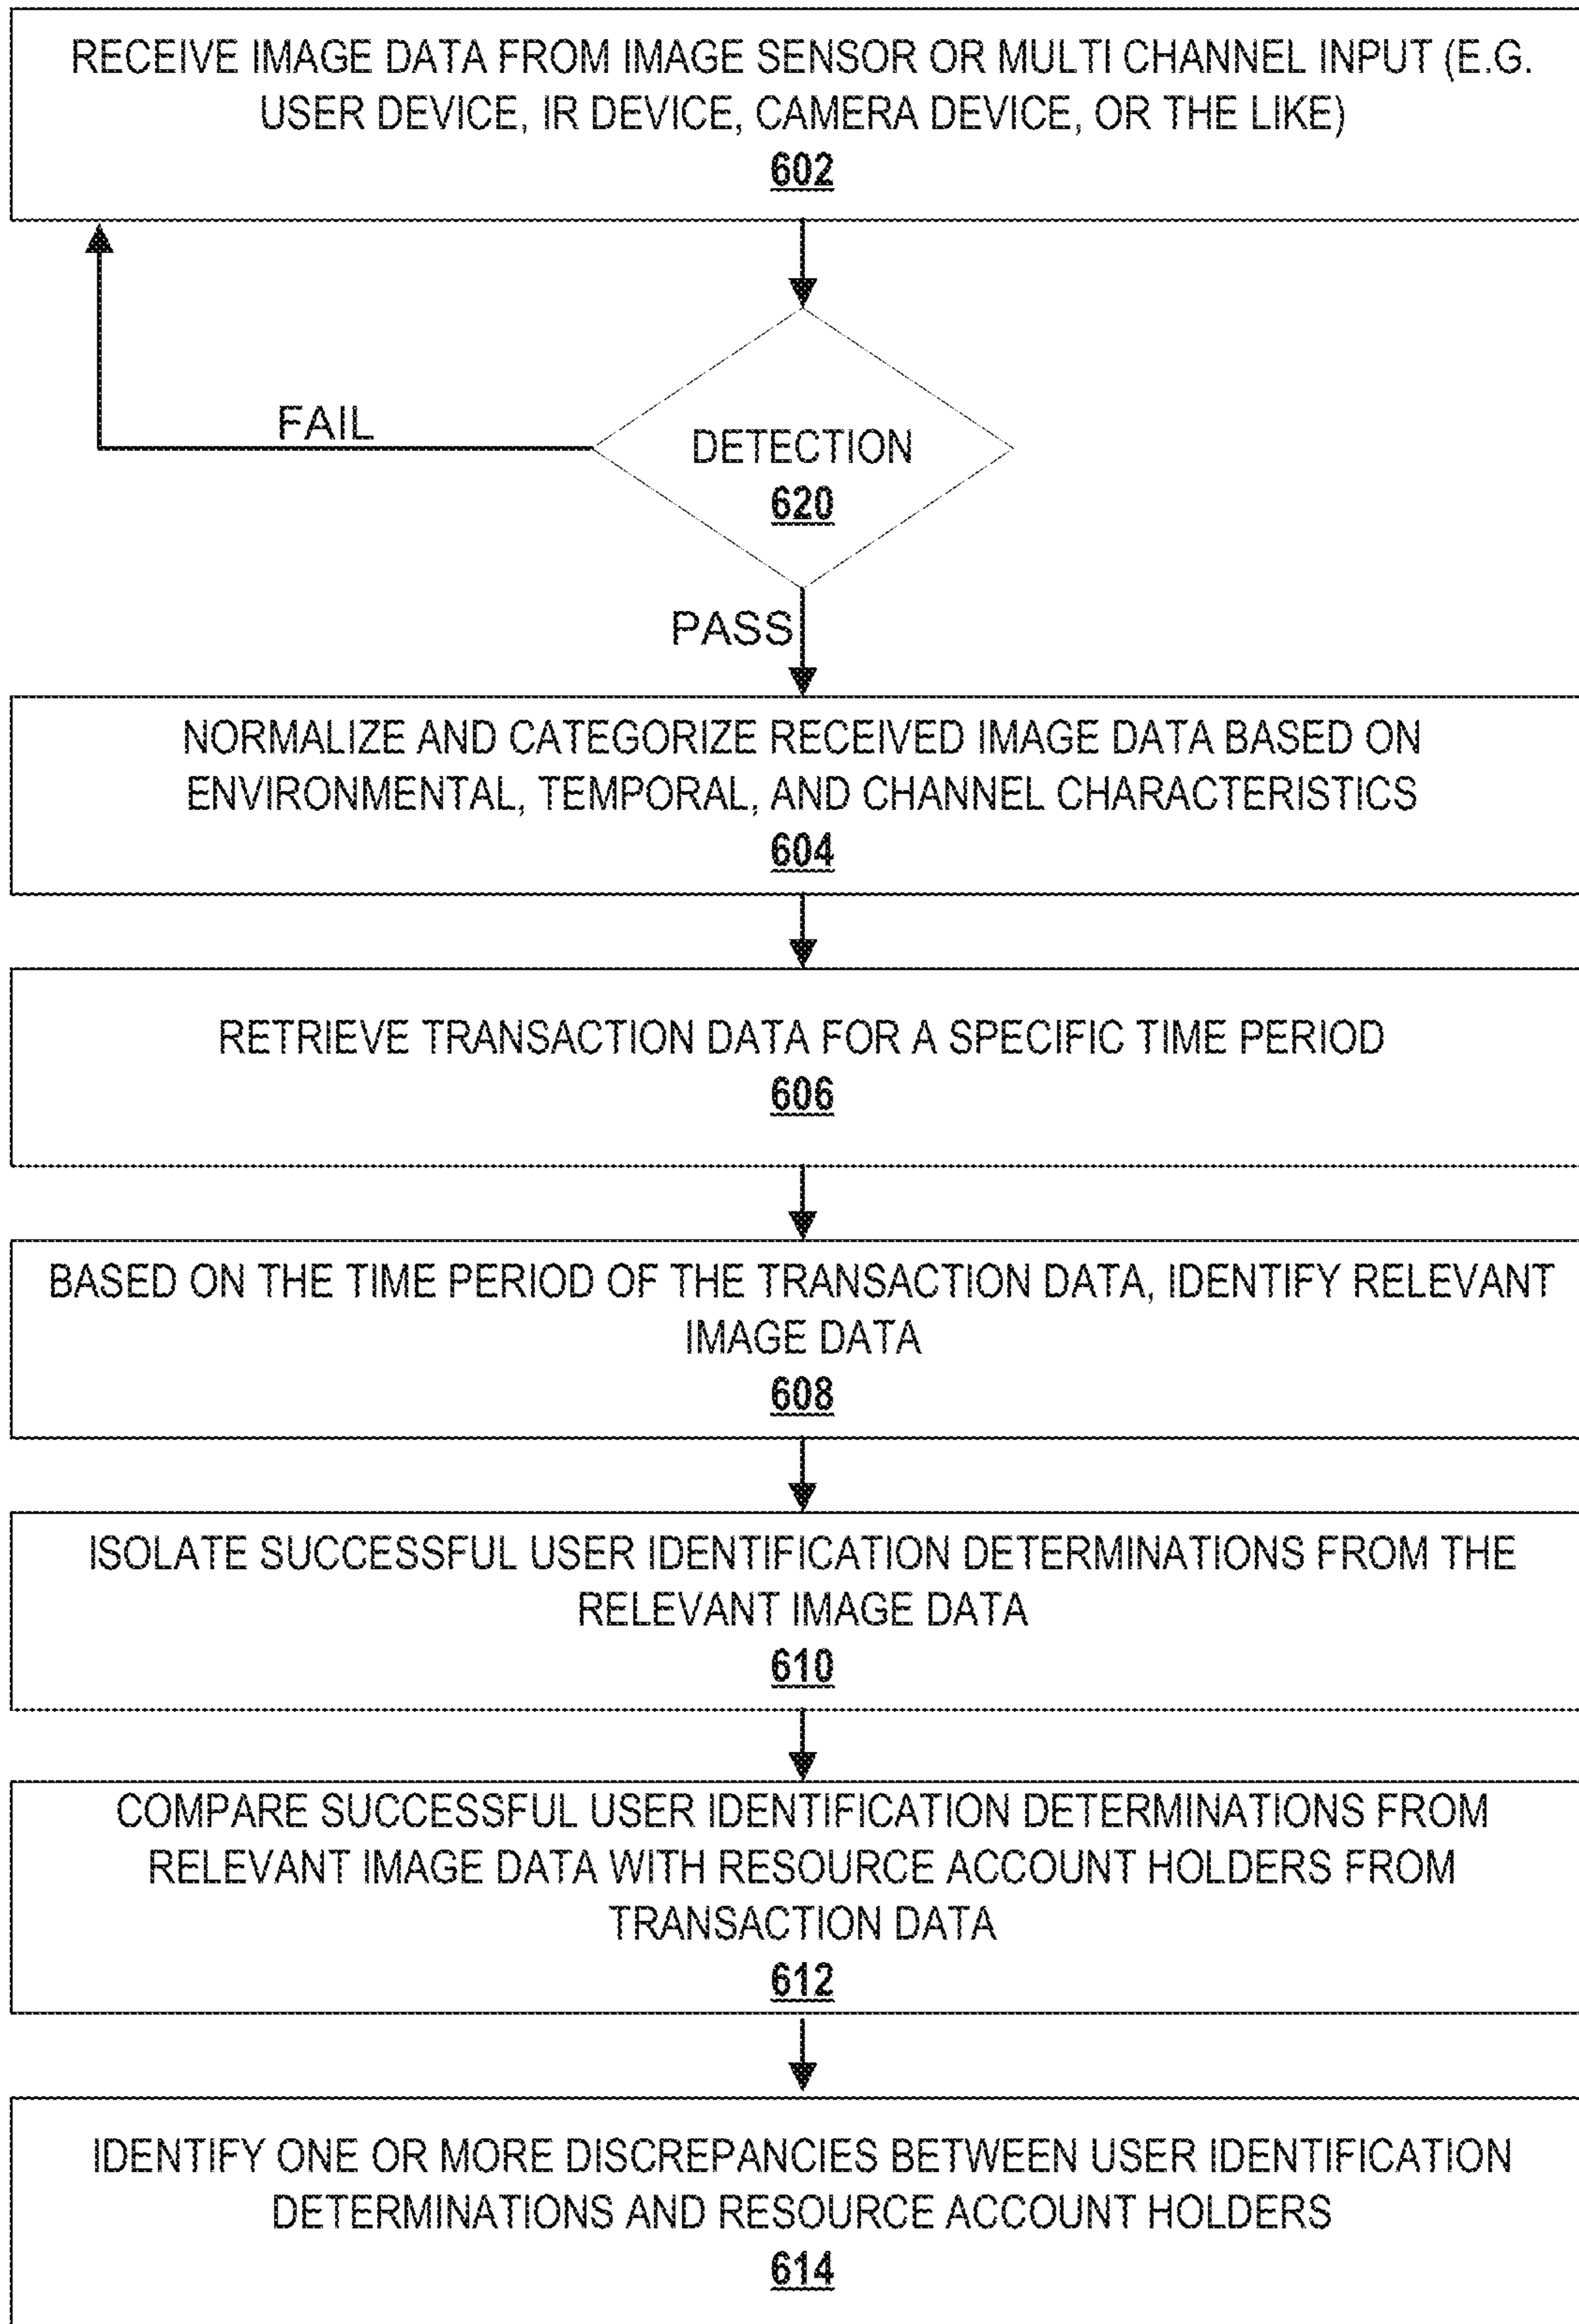 RECEIVE IMAGE DATA FROM IMAGE SENSOR OR MULTI CHANNEL INPUT (E.G.
USER DEVICE, IR DEVICE, CAMERA DEVICE, OR THE LIKE)
602
FAIL
DETECTION
620
PASS
NORMALIZE AND CATEGORIZE RECEIVED IMAGE DATA BASED ON
ENVIRONMENTAL, TEMPORAL, AND CHANNEL CHARACTERISTICS
604
RETRIEVE TRANSACTION DATA FOR A SPECIFIC TIME PERIOD
606
BASED ON THE TIME PERIOD OF THE TRANSACTION DATA, IDENTIFY RELEVANT
IMAGE DATA
608
ISOLATE SUCCESSFUL USER IDENTIFICATION DETERMINATIONS FROM THE
RELEVANT IMAGE DATA
610
COMPARE SUCCESSFUL USER IDENTIFICATION DETERMINATIONS FROM
RELEVANT IMAGE DATA WITH RESOURCE ACCOUNT HOLDERS FROM
TRANSACTION DATA
612
IDENTIFY ONE OR MORE DISCREPANCIES BETWEEN USER IDENTIFICATION
DETERMINATIONS AND RESOURCE ACCOUNT HOLDERS
614